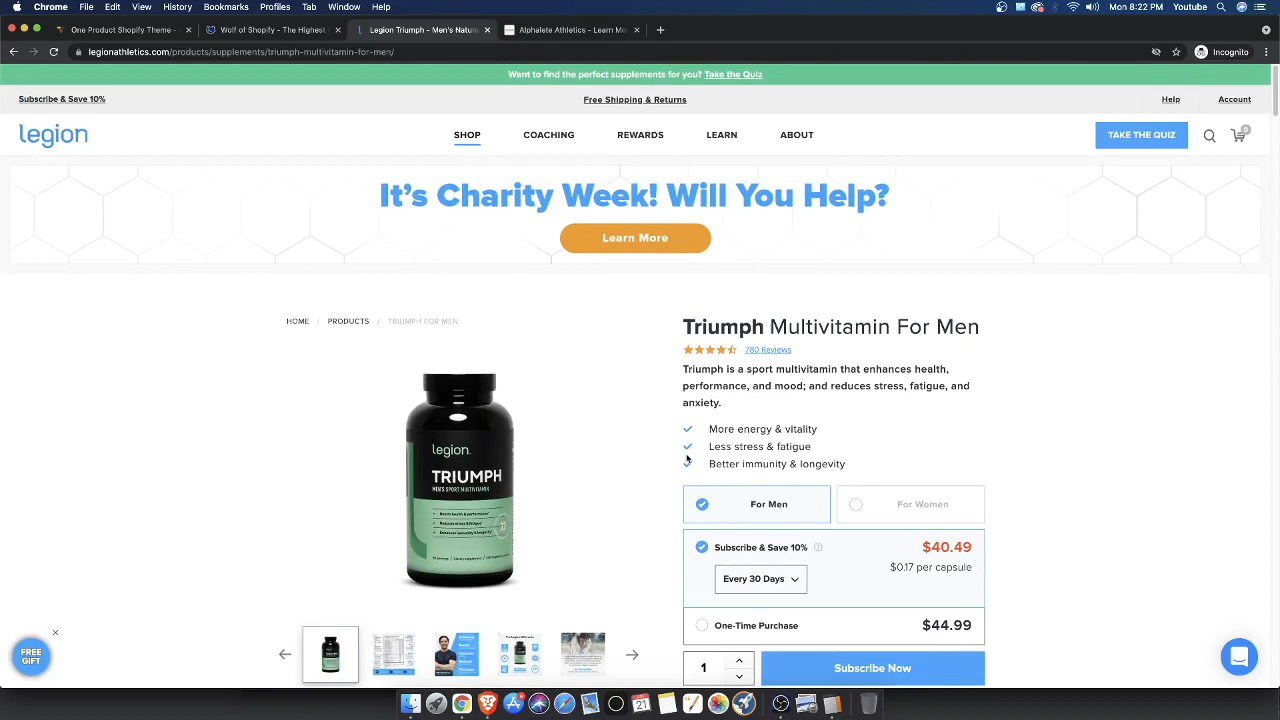 Chrome File Edit View History Bookmarks Profiles Tab Window Help Mon 8:22 PM Youtube
One Product Shopify Theme - Wolf of Shopify - The Highest Legion Triumph - Men's Natura Alphalete Athletics - Learn Mo
legionathletics.com/products/supplements/triumph-multivitamin-for-men/ Incognito
Want to find the perfect supplements for you? Take the Quiz
Subscribe & Save 10% Free Shipping & Returns Help Account
legion SHOP COACHING REWARDS LEARN ABOUT TAKE THE QUIZ 0
It's Charity Week! Will You Help?
Learn More
HOME / PRODUCTS / TRIUMPH FOR MEN
Triumph Multivitamin For Men
780 Reviews
Triumph is a sport multivitamin that enhances health,
performance, and mood; and reduces stress, fatigue, and
anxiety.
More energy & vitality
Less stress & fatigue
Better immunity & longevity
legion.
TRIUMPH
MEN'S SPORT MULTIVITAMIN
For Men For Women
Subscribe & Save 10% $40.49
$0.17 per capsule
Every 30 Days
One-Time Purchase $44.99
1 Subscribe Now
FREE
GIFT